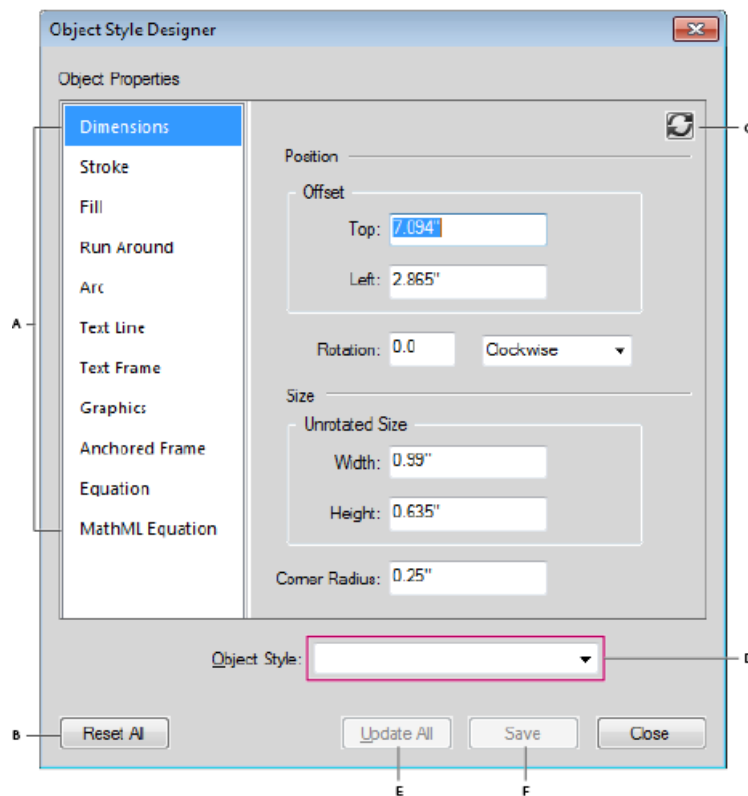 Object Style Designer
Object Properties
Dimensions
Stroke
Fill
Run Around
Arc
Text Line
Text Frame
Graphics
Anchored Frame
Equation
MathML Equation
Position
Offset
Top: 7.094"
Left: 2.865"
Rotation: 0.0 Clockwise
Size
Unrotated Size
Width: 0.99"
Height: 0.635"
Corner Radius: 0.25"
Object Style:
Reset All Update All Save Close
A
B
E
F